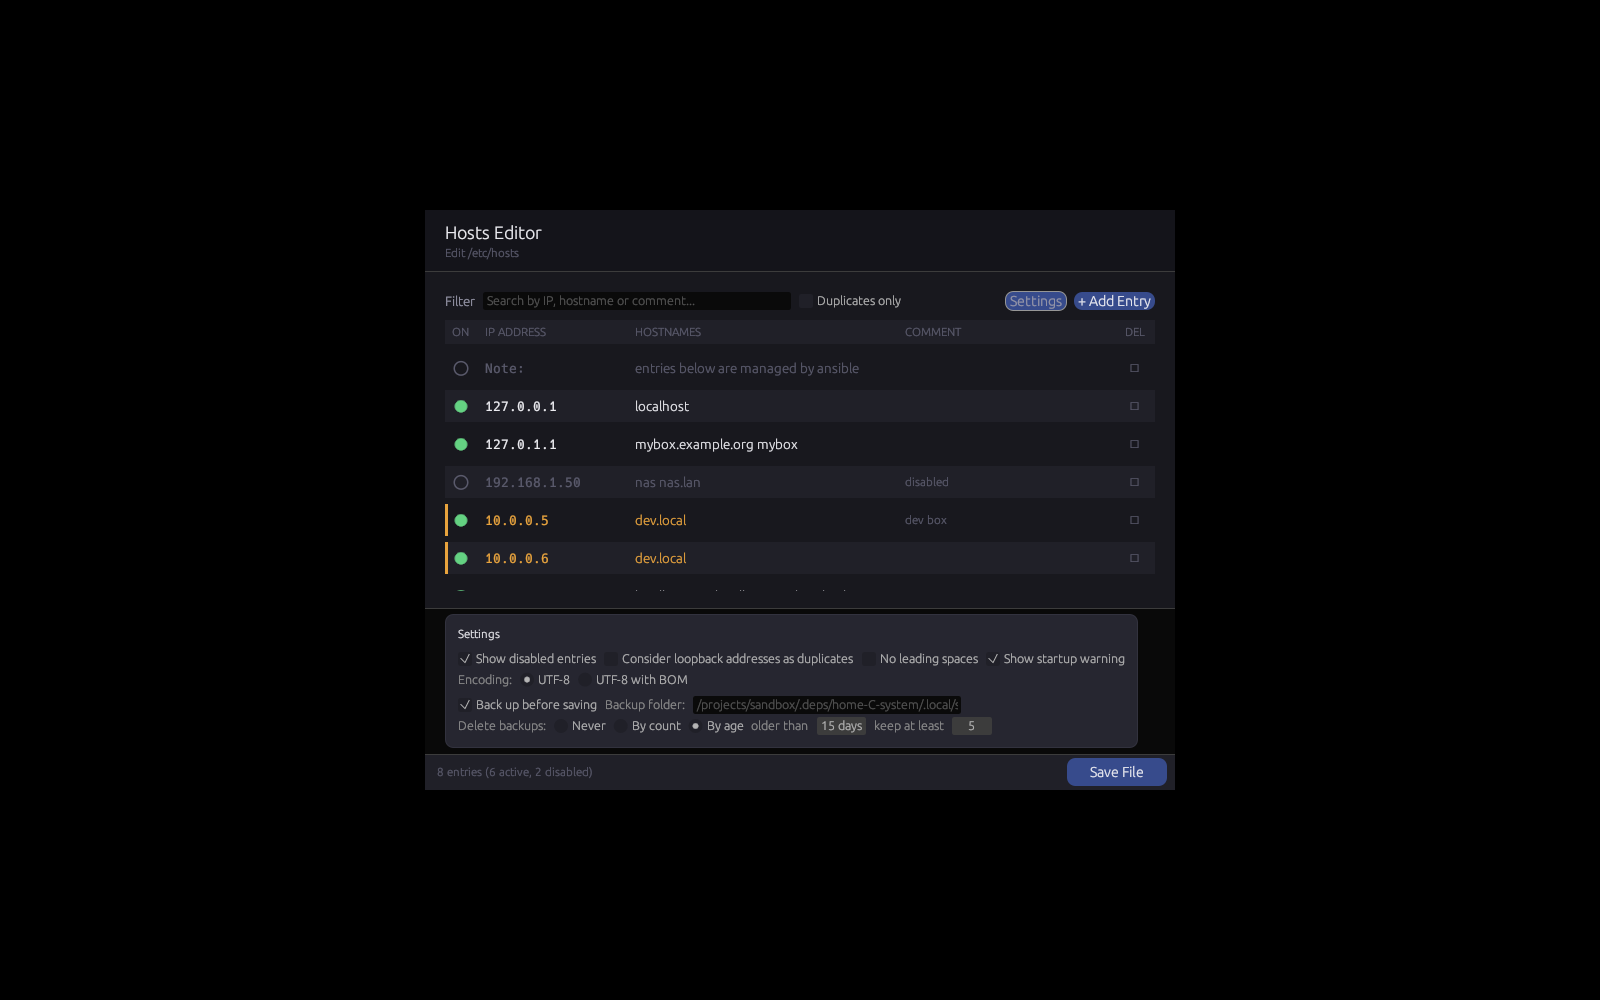 Hosts Editor
Edit /etc/hosts
Filter Search by IP, hostname or comment... Duplicates only Settings + Add Entry
ON IP ADDRESS HOSTNAMES COMMENT DEL
Note: entries below are managed by ansible
127.0.0.1 localhost
127.0.1.1 mybox.example.org mybox
192.168.1.50 nas nas.lan disabled
10.0.0.5 dev.local dev box
10.0.0.6 dev.local
Settings
Show disabled entries Consider loopback addresses as duplicates No leading spaces Show startup warning
Encoding: UTF-8 UTF-8 with BOM
Back up before saving Backup folder: /projects/sandbox/.deps/home-C-system/.local/s
Delete backups: Never By count By age older than 15 days keep at least 5
8 entries (6 active, 2 disabled) Save File